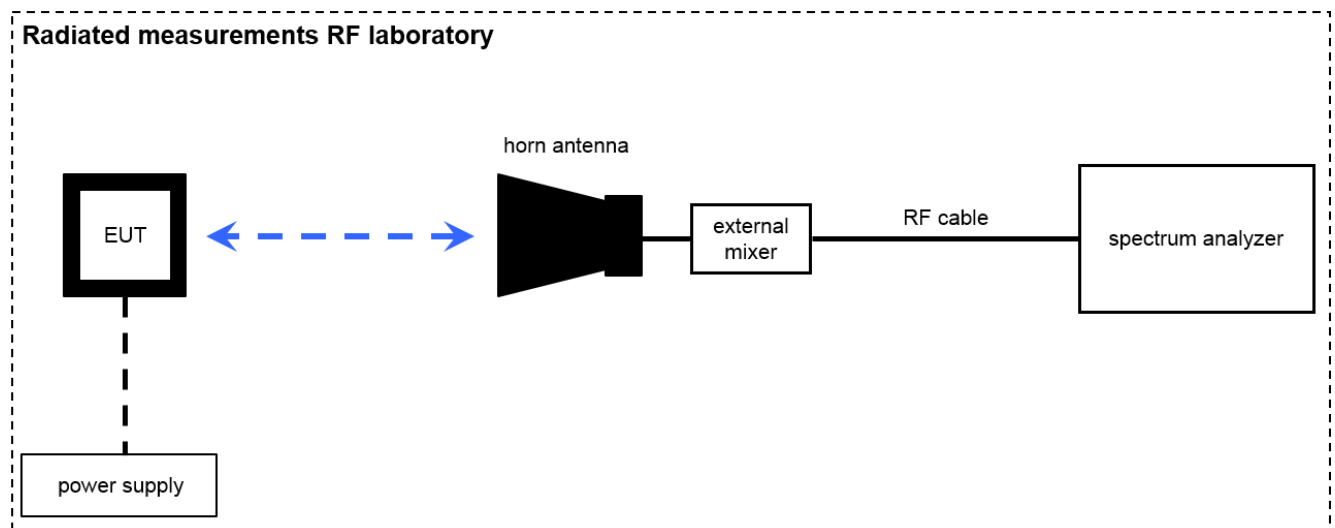 Radiated measurements RF laboratory
horn antenna
EUT
external
mixer
RF cable
spectrum analyzer
power supply